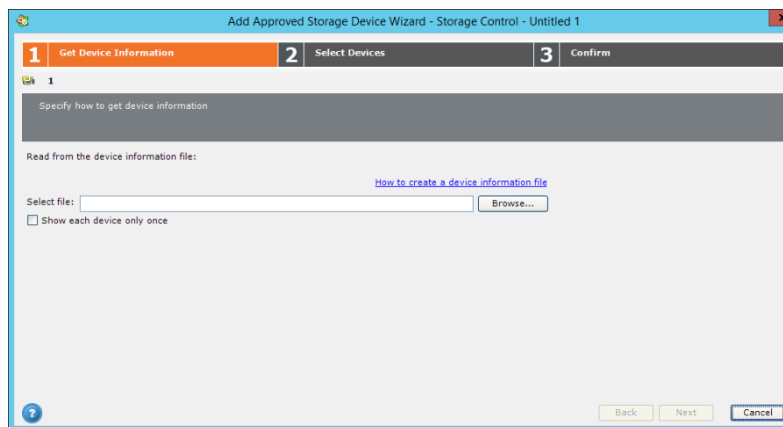 Add Approved Storage Device Wizard - Storage Control - Untitled 1
x
1 Get Device Information 2 Select Devices 3 Confirm
1
Specify how to get device information
Read from the device information file:
How to create a device information file
Select file: Browse...
Show each device only once
? Back Next Cancel